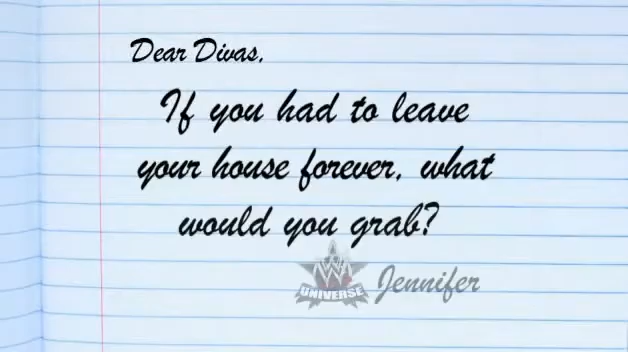 Dear Divas,
If you had to leave
your house forever, what
would you grab?
UNIVERSE Jennifer